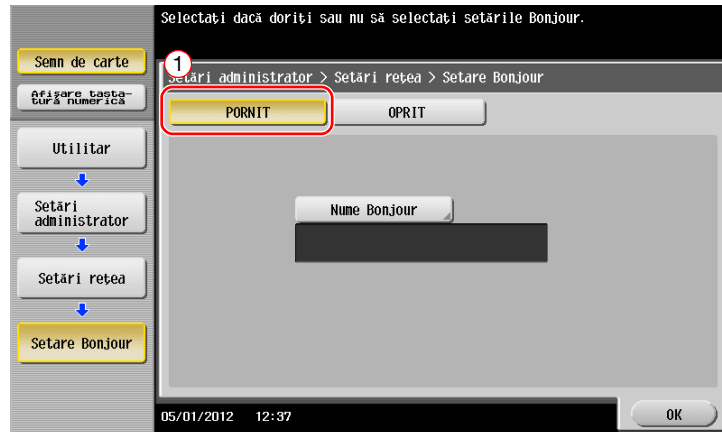 Selectați dacă doriți sau nu să selectați setările Bonjour.
Semn de carte
Afișare tasta-
tură numerică
Utilitar
Setări
administrator
Setări rețea
Setare Bonjour
1
Setări administrator > Setări rețea > Setare Bonjour
PORNIT
OPRIT
Nume Bonjour
05/01/2012 12:37
OK